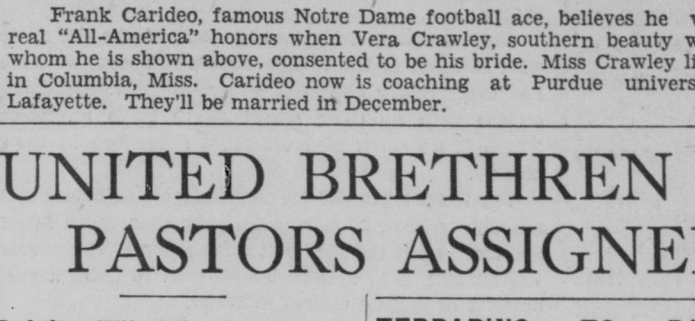 Frank Carideo, famous Notre Dame football ace, believes he
real "All-America" honors when Vera Crawley, southern beauty
whom he is shown above, consented to be his bride. Miss Crawley li
in Columbia, Miss. Carideo now is coaching at Purdue univers
Lafayette. They'll be married in December.
UNITED BRETHREN
PASTORS ASSIGNE